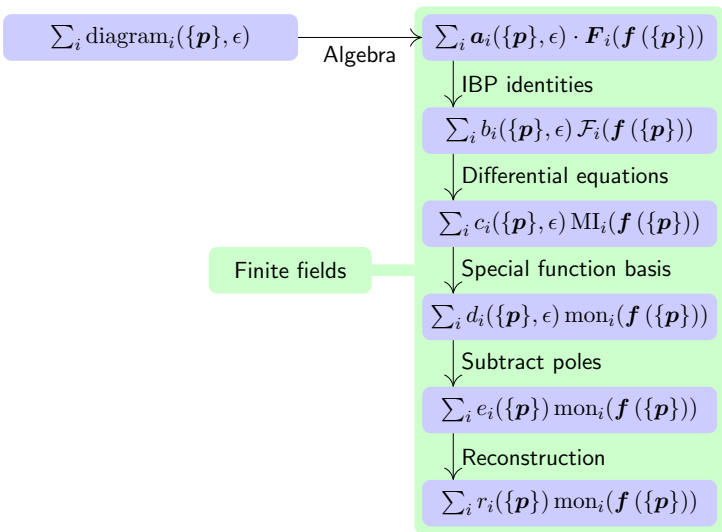 ∑ᵢ diagramᵢ({𝒑}, ϵ)
Algebra
∑ᵢ 𝒂ᵢ({𝒑}, ϵ) · 𝑭ᵢ(𝒇 ({𝒑}))
IBP identities
∑ᵢ bᵢ({𝒑}, ϵ) ℱᵢ(𝒇 ({𝒑}))
Differential equations
∑ᵢ cᵢ({𝒑}, ϵ) MIᵢ(𝒇 ({𝒑}))
Finite fields
Special function basis
∑ᵢ dᵢ({𝒑}, ϵ) monᵢ(𝒇 ({𝒑}))
Subtract poles
∑ᵢ eᵢ({𝒑}) monᵢ(𝒇 ({𝒑}))
Reconstruction
∑ᵢ rᵢ({𝒑}) monᵢ(𝒇 ({𝒑}))